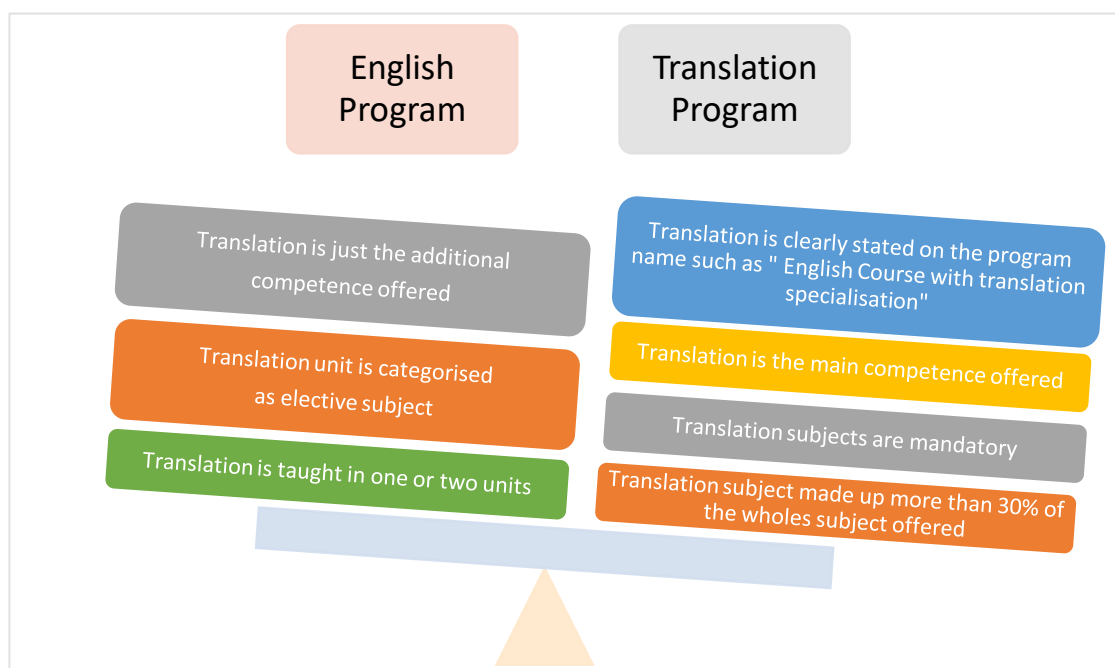 English
Program
Translation
Program
Translation is just the additional
competence offered
Translation unit is categorised
as elective subject
Translation is taught in one or two units
Translation is clearly stated on the program
name such as " English Course with translation
specialisation"
Translation is the main competence offered
Translation subjects are mandatory
Translation subject made up more than 30% of
the wholes subject offered